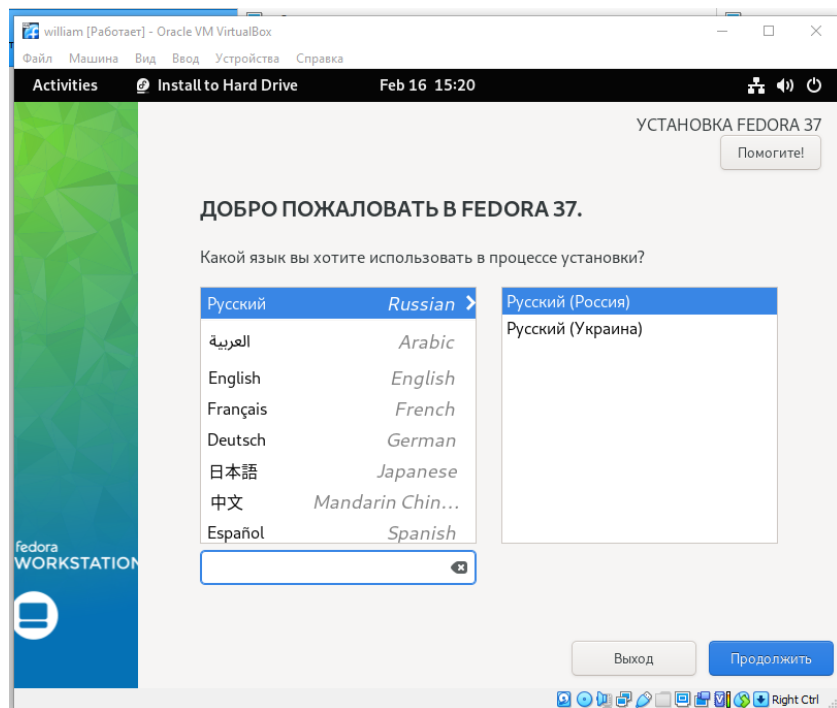 william [Работает] - Oracle VM VirtualBox
Файл Машина Вид Ввод Устройства Справка
Activities Install to Hard Drive Feb 16 15:20
УСТАНОВКА FEDORA 37
Помогите!
ДОБРО ПОЖАЛОВАТЬ В FEDORA 37.
Какой язык вы хотите использовать в процессе установки?
Русский Russian Русский (Россия)
Русский (Украина)
العربية Arabic
English English
Français French
Deutsch German
日本語 Japanese
中文 Mandarin Chin...
Español Spanish
fedora
WORKSTATION
Выход Продолжить
Right Ctrl